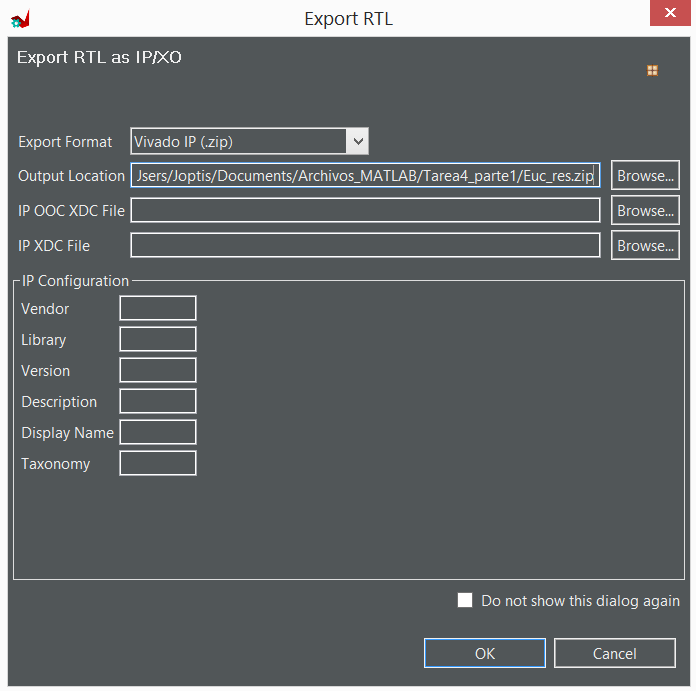 Export RTL
Export RTL as IP/XO
Export Format Vivado IP (.zip)
Output Location Jsers/Joptis/Documents/Archivos_MATLAB/Tarea4_parte1/Euc_res.zip Browse...
IP OOC XDC File Browse...
IP XDC File Browse...
IP Configuration
Vendor
Library
Version
Description
Display Name
Taxonomy
Do not show this dialog again
OK Cancel